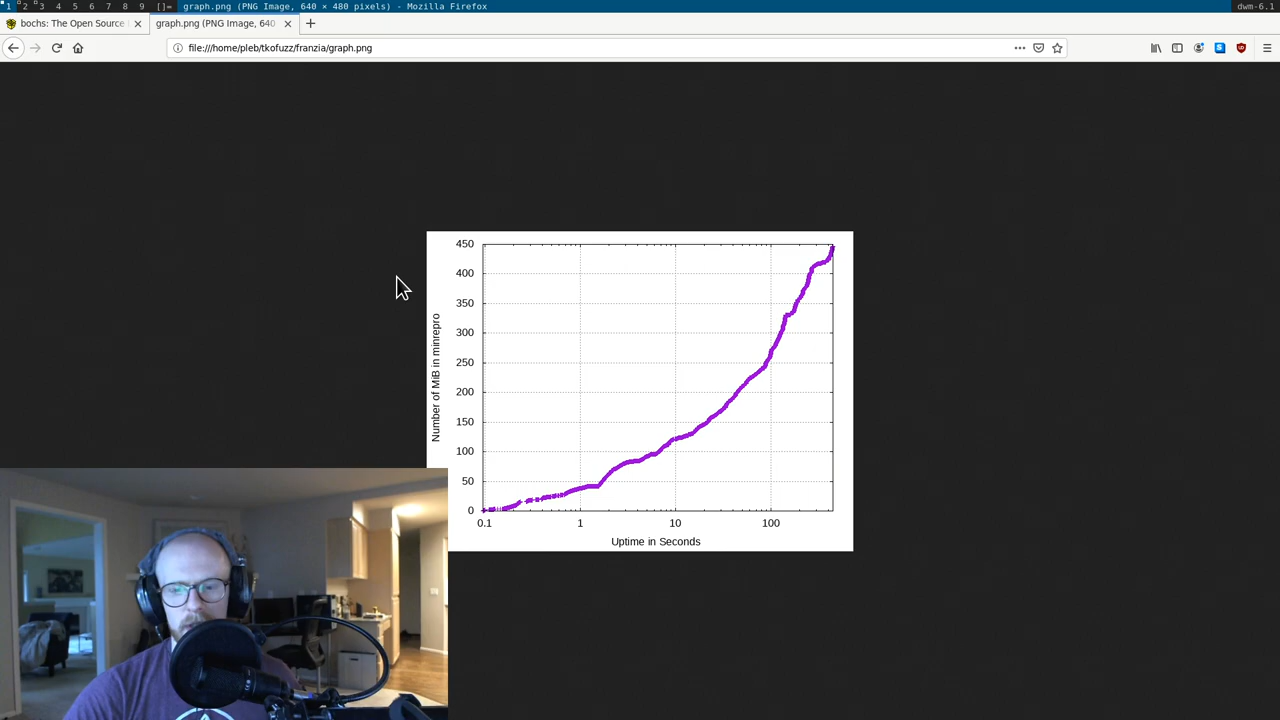 1 2 3 4 5 6 7 8 9 []= graph.png (PNG Image, 640 × 480 pixels) - Mozilla Firefox dwm-6.1
bochs: The Open Source graph.png (PNG Image, 640
file:///home/pleb/tkofuzz/franzia/graph.png
450
400
350
300
250
200
150
100
50
0
Number of MiB in minrepro
0.1 1 10 100
Uptime in Seconds